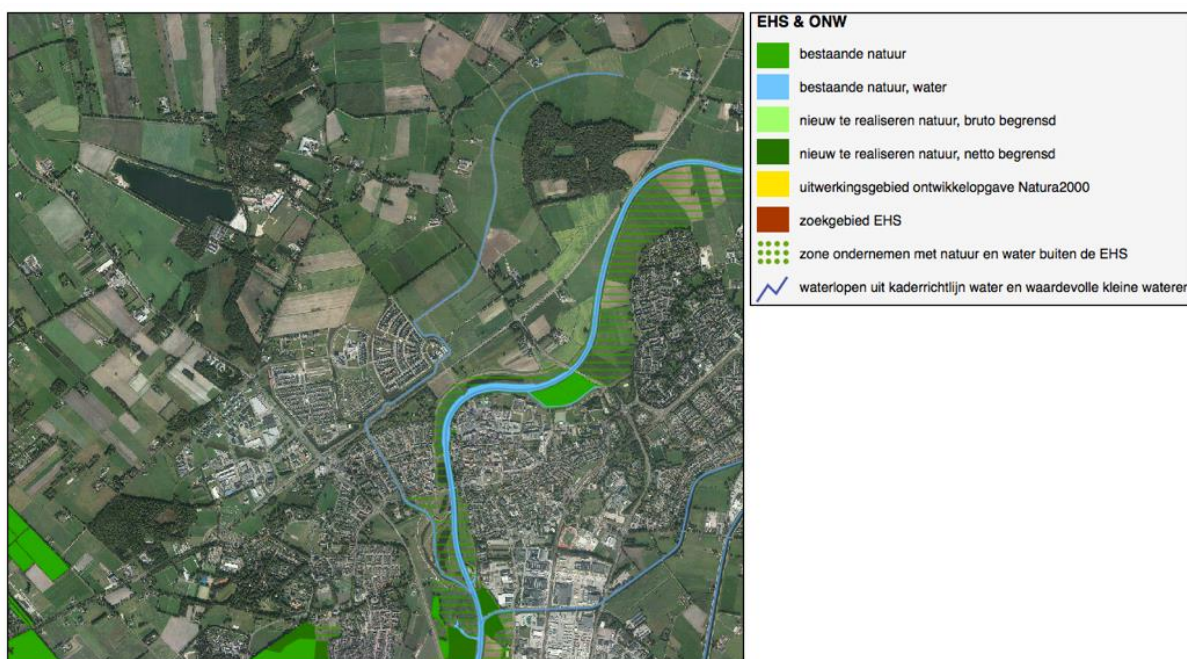 EHS & ONW
bestaande natuur
bestaande natuur, water
nieuw te realiseren natuur, bruto begrensd
nieuw te realiseren natuur, netto begrensd
uitwerkingsgebied ontwikkelopgave Natura2000
zoekgebied EHS
zone ondernemen met natuur en water buiten de EHS
waterlopen uit kaderrichtlijn water en waardevolle kleine wateren